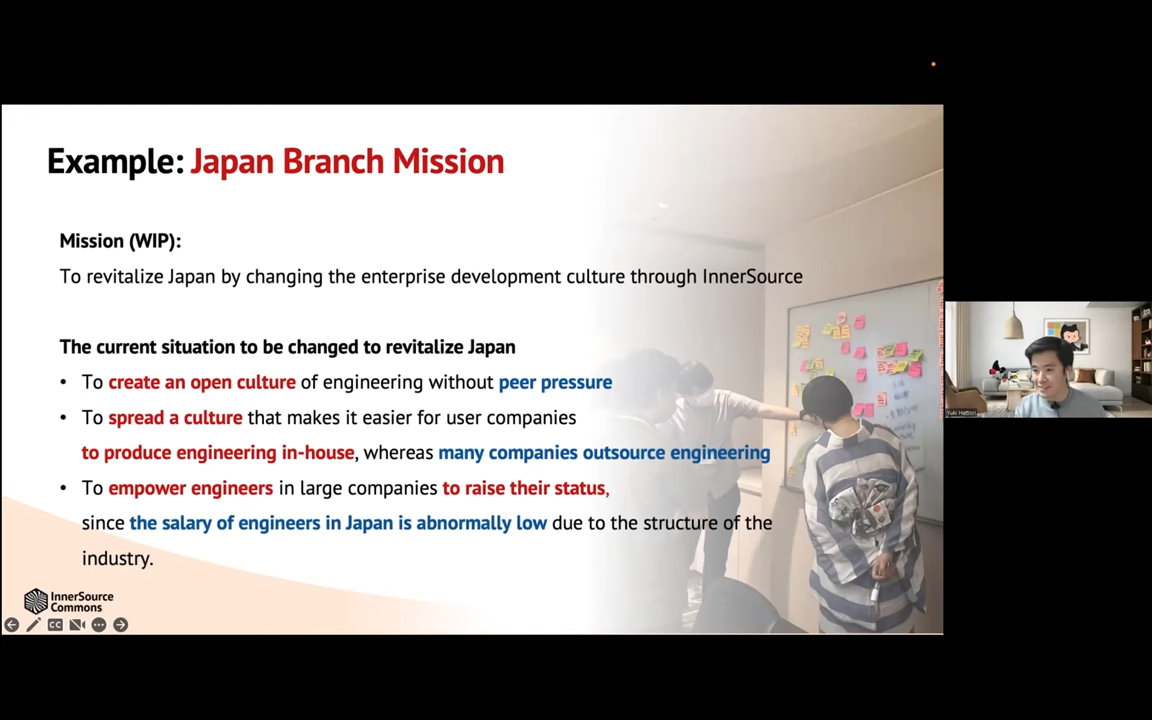 Example: Japan Branch Mission
Mission (WIP):
To revitalize Japan by changing the enterprise development culture through InnerSource
The current situation to be changed to revitalize Japan
• To create an open culture of engineering without peer pressure
• To spread a culture that makes it easier for user companies
to produce engineering in-house, whereas many companies outsource engineering
• To empower engineers in large companies to raise their status,
since the salary of engineers in Japan is abnormally low due to the structure of the
industry.
InnerSource
Commons
CC
Yuki Hattori